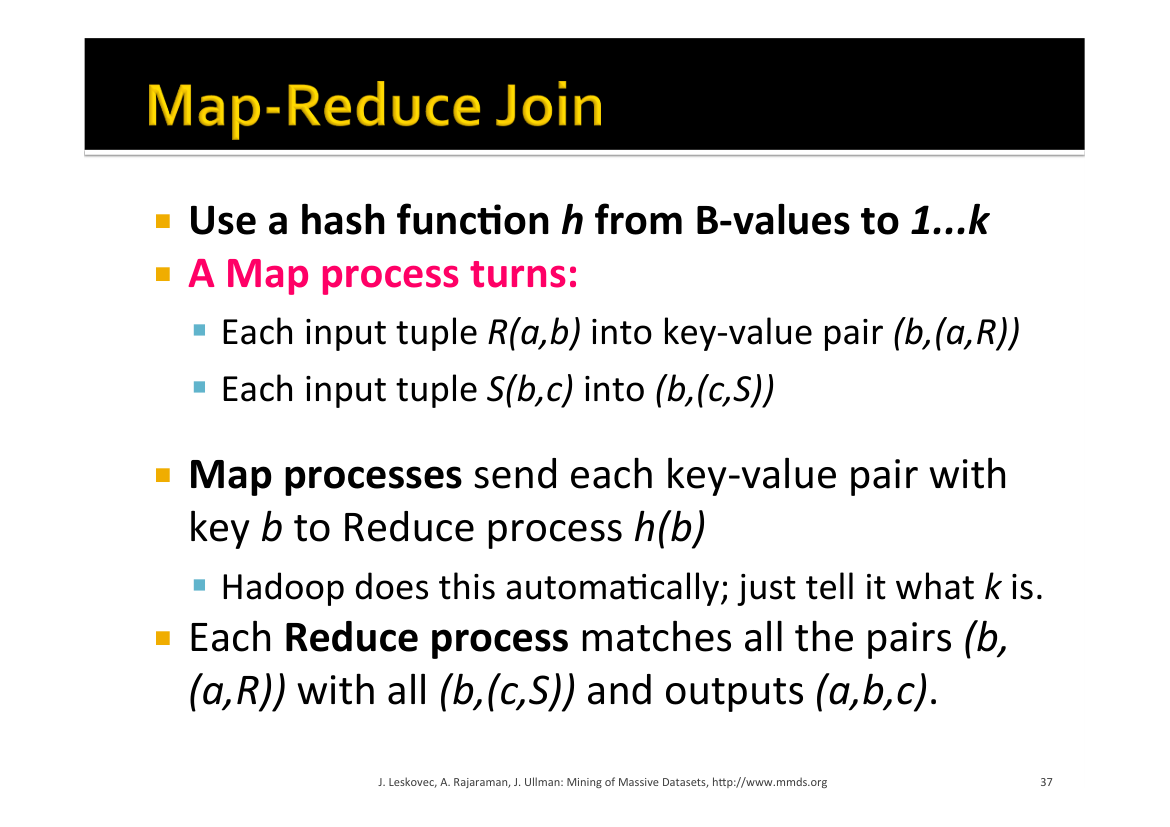 Map-Reduce Join
Use a hash function h from B-values to 1...k
A Map process turns:
Each input tuple R(a,b) into key-value pair (b,(a,R))
Each input tuple S(b,c) into (b,(c,S))
Map processes send each key-value pair with
key b to Reduce process h(b)
Hadoop does this automatically; just tell it what k is.
Each Reduce process matches all the pairs (b,
(a,R)) with all (b,(c,S)) and outputs (a,b,c).
J. Leskovec, A. Rajaraman, J. Ullman: Mining of Massive Datasets, http://www.mmds.org
37